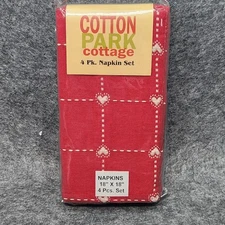 COTTON
PARK
cottage
4 Pk. Napkin Set
NAPKINS
18" X 18"
4 Pcs. Set